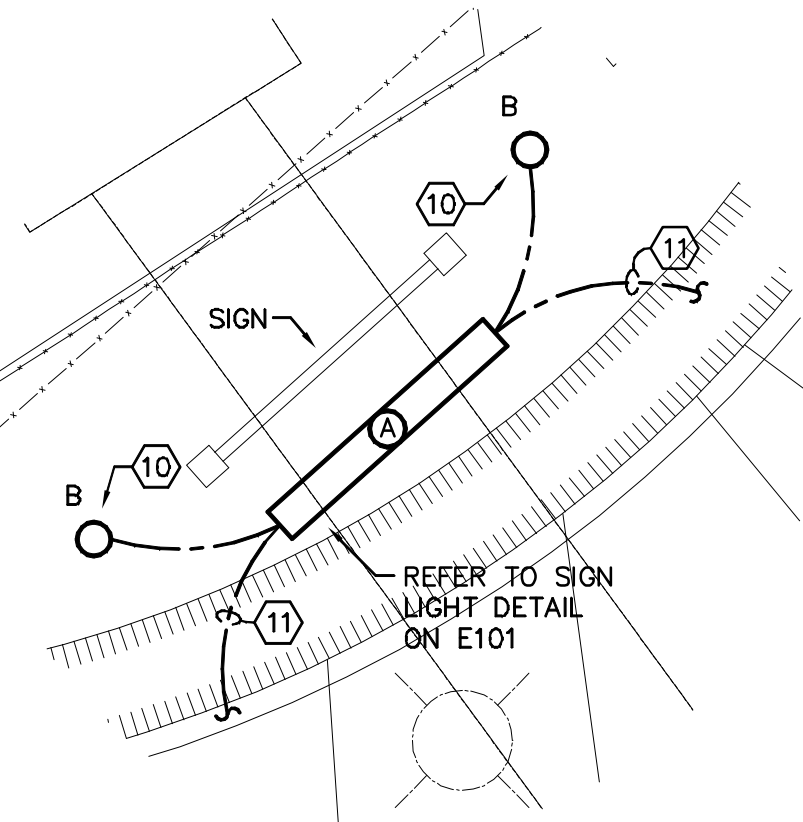 B
10
11
SIGN
A
10
B
REFER TO SIGN
LIGHT DETAIL
ON E101
11